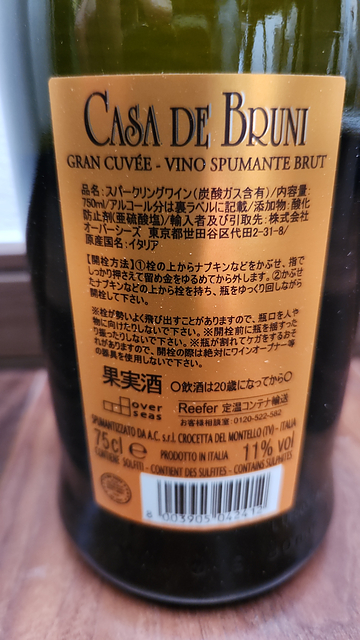 CASA DE BRUNI
GRAN CUVÉE - VINO SPUMANTE BRUT
品名:スパークリングワイン(炭酸ガス含有)/内容量:
750ml/アルコール分は裏ラベルに記載/添加物:酸化
防止剤(亜硫酸塩)/輸入者及び引取先:株式会社
オーバーシーズ 東京都世田谷区代田2-31-8/
原産国名:イタリア
【開栓方法】①栓の上からナプキンなどをかぶせ、指で
しっかり押さえて留め金をゆるめてから外します。②かぶせ
たナプキンなどの上から栓を持ち、瓶をゆっくり回しながら
開栓して下さい。
※栓が勢いよく飛び出すことがありますので、瓶口を人や
物に向けたりしないで下さい。※開栓前に瓶を揺すった
り振ったりしないで下さい。※瓶が割れてケガをするおそ
れがありますので、開栓の際は絶対にワインオープナー等
の器具を使用しないで下さい。
果実酒 〇飲酒は20歳になってから〇
over seas
Reefer 定温コンテナ輸送
お客様相談室:0120-522-582
SPUMANTIZZATO DA A.C. s.r.l. CROCETTA DEL MONTELLO (TV) - ITALIA
75cl e PRODOTTO IN ITALIA 11% vol
CONTIENE SOLFITI - CONTIENT DES SULFITES - CONTAINS SULPHITES